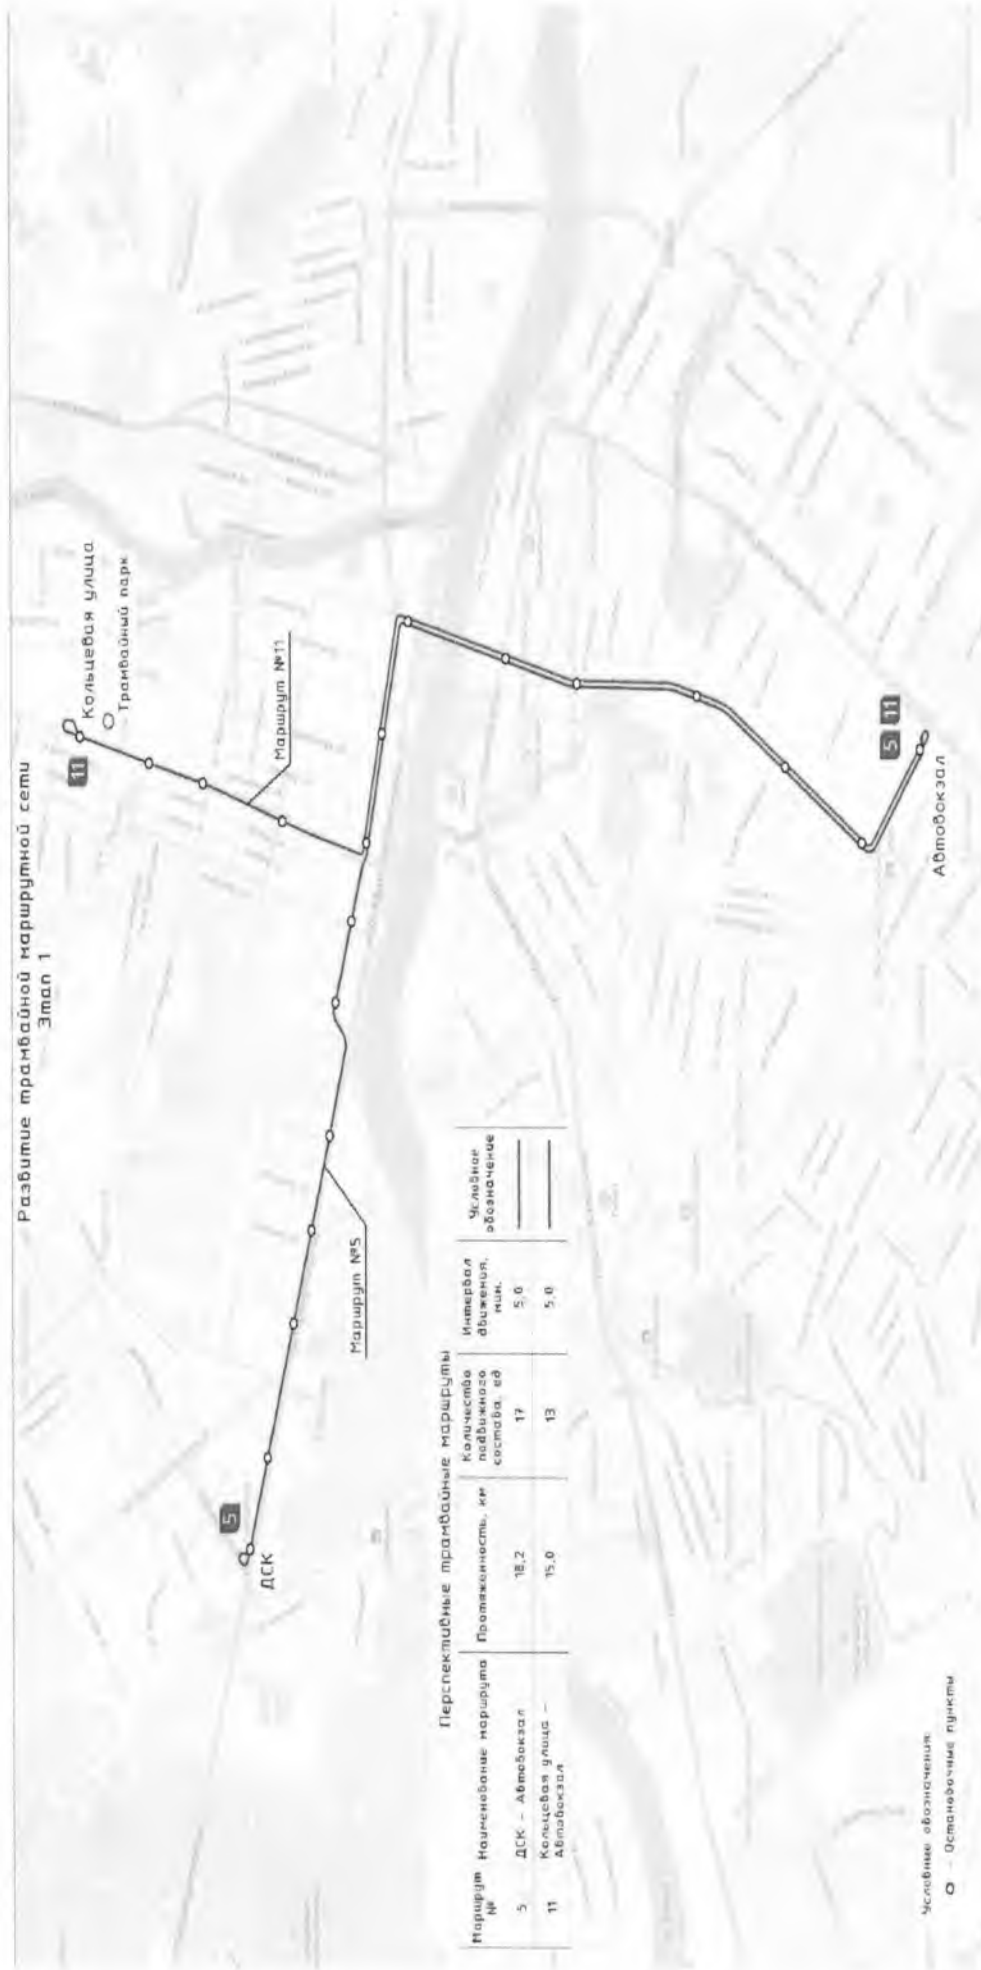 Развитие трамвайной маршрутной сети
Этап 1
11
Кольцевая улица
Трамвайный парк
Маршрут №11
5
ДСК
Маршрут №5
5 11
Автовокзал
Перспективные трамвайные маршруты
Маршрут № Наименование маршрута Протяженность, км Количество подвижного состава, ед Интервал движения, мин. Условное обозначение
5 ДСК - Автовокзал 18,2 17 5,0
11 Кольцевая улица - Автовокзал 15,0 13 5,0
Условные обозначения:
- Остановочные пункты